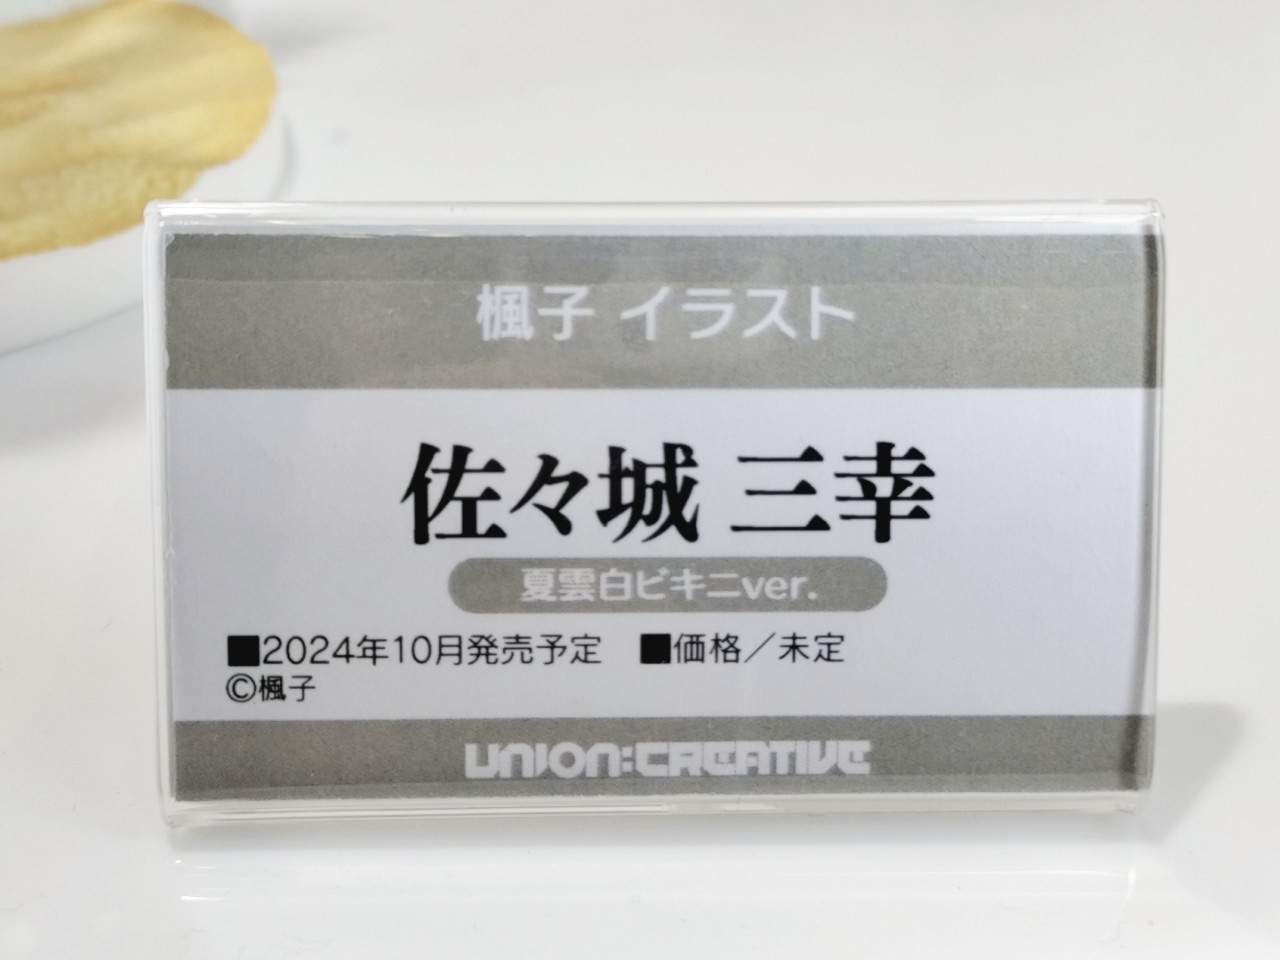 楓子 イラスト
佐々城 三幸
夏雲白ビキニver.
■2024年10月発売予定　■価格／未定
©楓子
UNION:CREATIVE